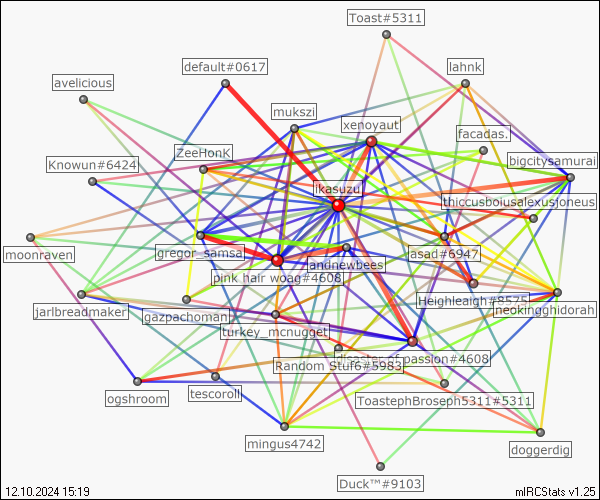 Toast#5311
default#0617
lahnk
avelicious
mukszi
xenoyaut
facadas.
ZeeHonK
bigcitysamurai
Knowun#6424
ikasuzu
thiccusboiusalexusjoneus
moonraven
gregor_samsa
asad#6947
andnewbees
pink hair woag#4608
Heighleaigh#8525
neokingghidorah
jarlbreadmaker
gazpachoman
turkey_mcnugget
disaster of passion#4608
Random Stuf6#5983
ogshroom
tescoroll
ToastephBroseph5311#5311
mingus4742
doggerdig
Duck™#9103
12.10.2024 15:19
mIRCStats v1.25